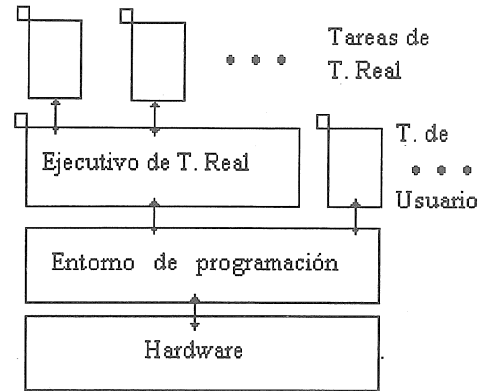 Tareas de
T. Real
Ejecutivo de T. Real
T. de
Usuario
Entorno de programación
Hardware